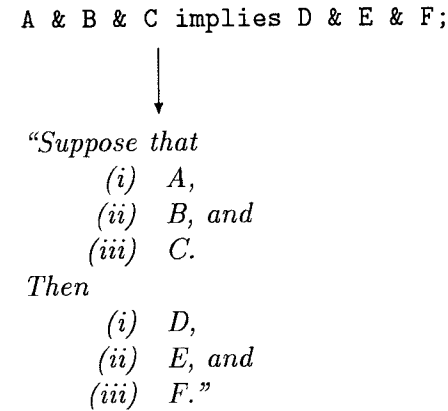 A & B & C implies D & E & F;
“Suppose that
(i) A,
(ii) B, and
(iii) C.
Then
(i) D,
(ii) E, and
(iii) F.”